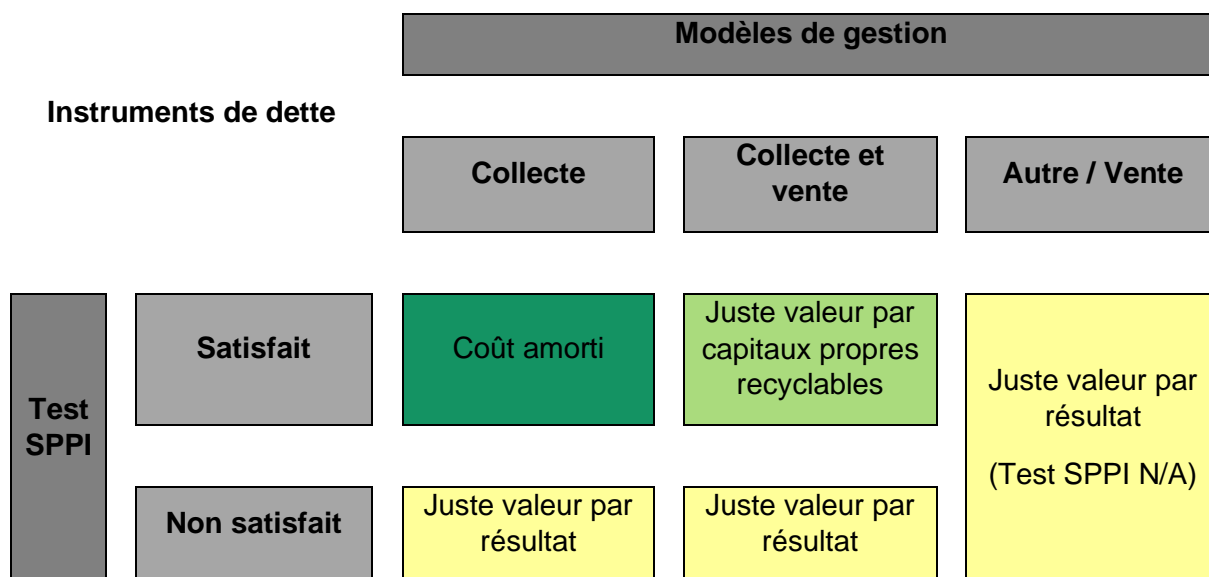 Modèles de gestion
Instruments de dette
Collecte
Collecte et
vente
Autre / Vente
Test
SPPI
Satisfait
Coût amorti
Juste valeur par
capitaux propres
recyclables
Juste valeur par
résultat
(Test SPPI N/A)
Non satisfait
Juste valeur par
résultat
Juste valeur par
résultat